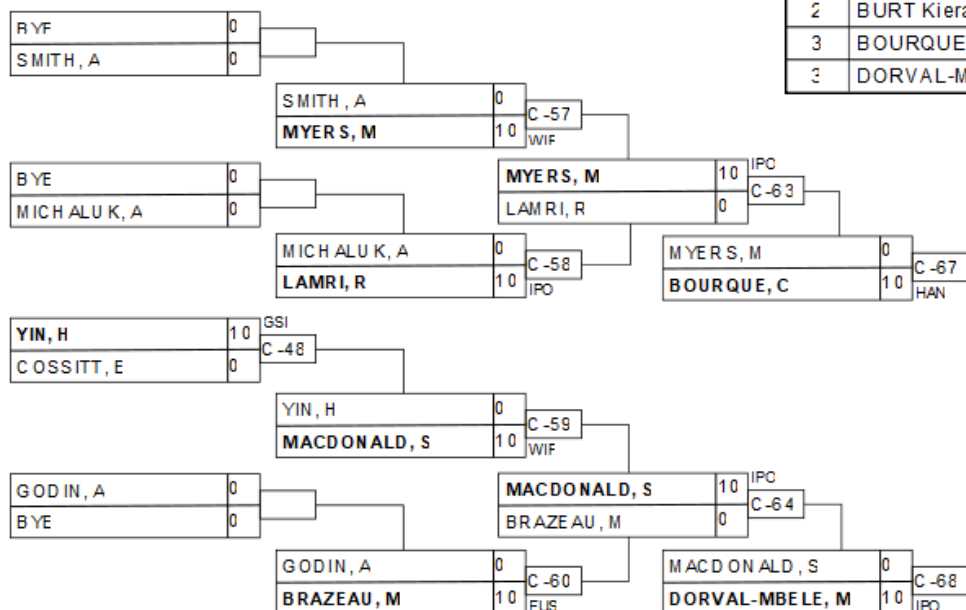 2 BURT Kiera
3 BOURQUE
3 DORVAL-M
BYE 0
SMITH, A 0
SMITH, A 0
C-57
MYERS, M 10
WIF
BYE 0
MICHALUK, A 0
MYERS, M 10 IPO
C-63
LAMRI, R 0
MICHALUK, A 0
C-58
LAMRI, R 10
IPO
MYERS, M 0
C-67
BOURQUE, C 10
HAN
YIN, H 10 GSI
C-48
COSSITT, E 0
YIN, H 0
C-59
MACDONALD, S 10
WIF
GODIN, A 0
BYE 0
MACDONALD, S 10 IPO
C-64
BRAZEAU, M 0
GODIN, A 0
C-60
BRAZEAU, M 10
FUS
MACDONALD, S 0
C-68
DORVAL-MBELE, M 10
IPO